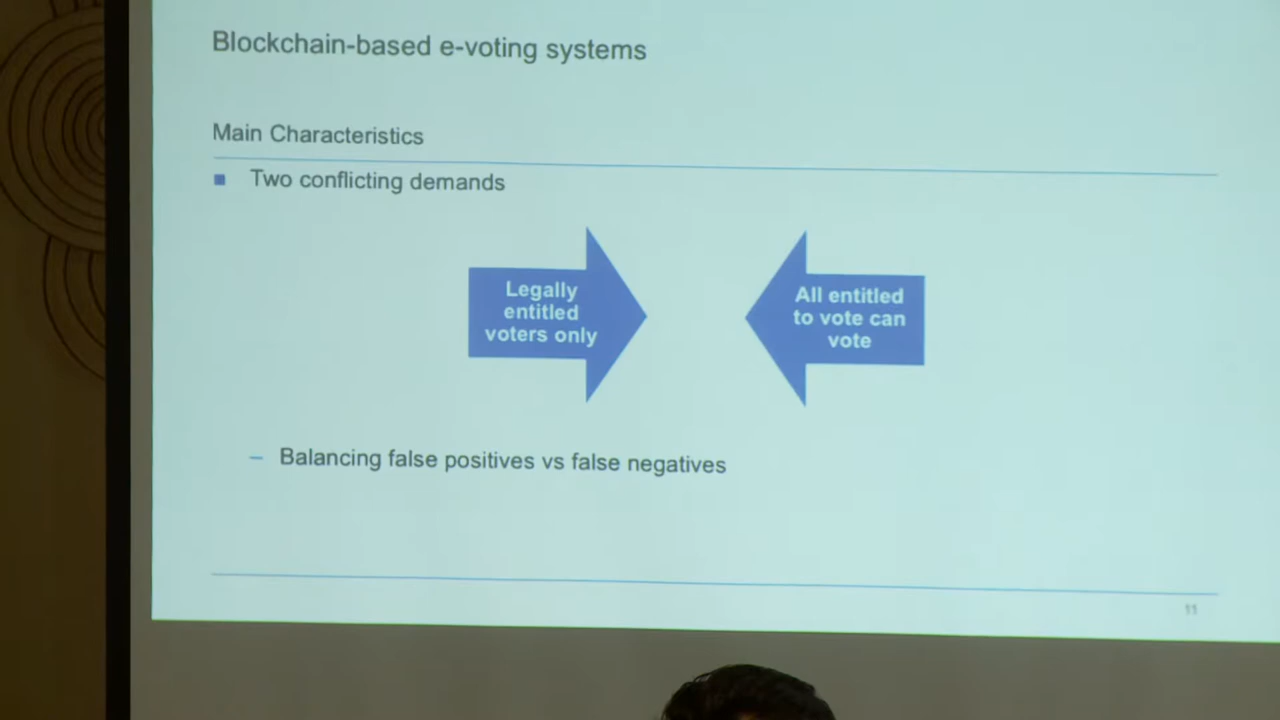 Blockchain-based e-voting systems
Main Characteristics
Two conflicting demands
Legally
entitled
voters only
All entitled
to vote can
vote
– Balancing false positives vs false negatives
11